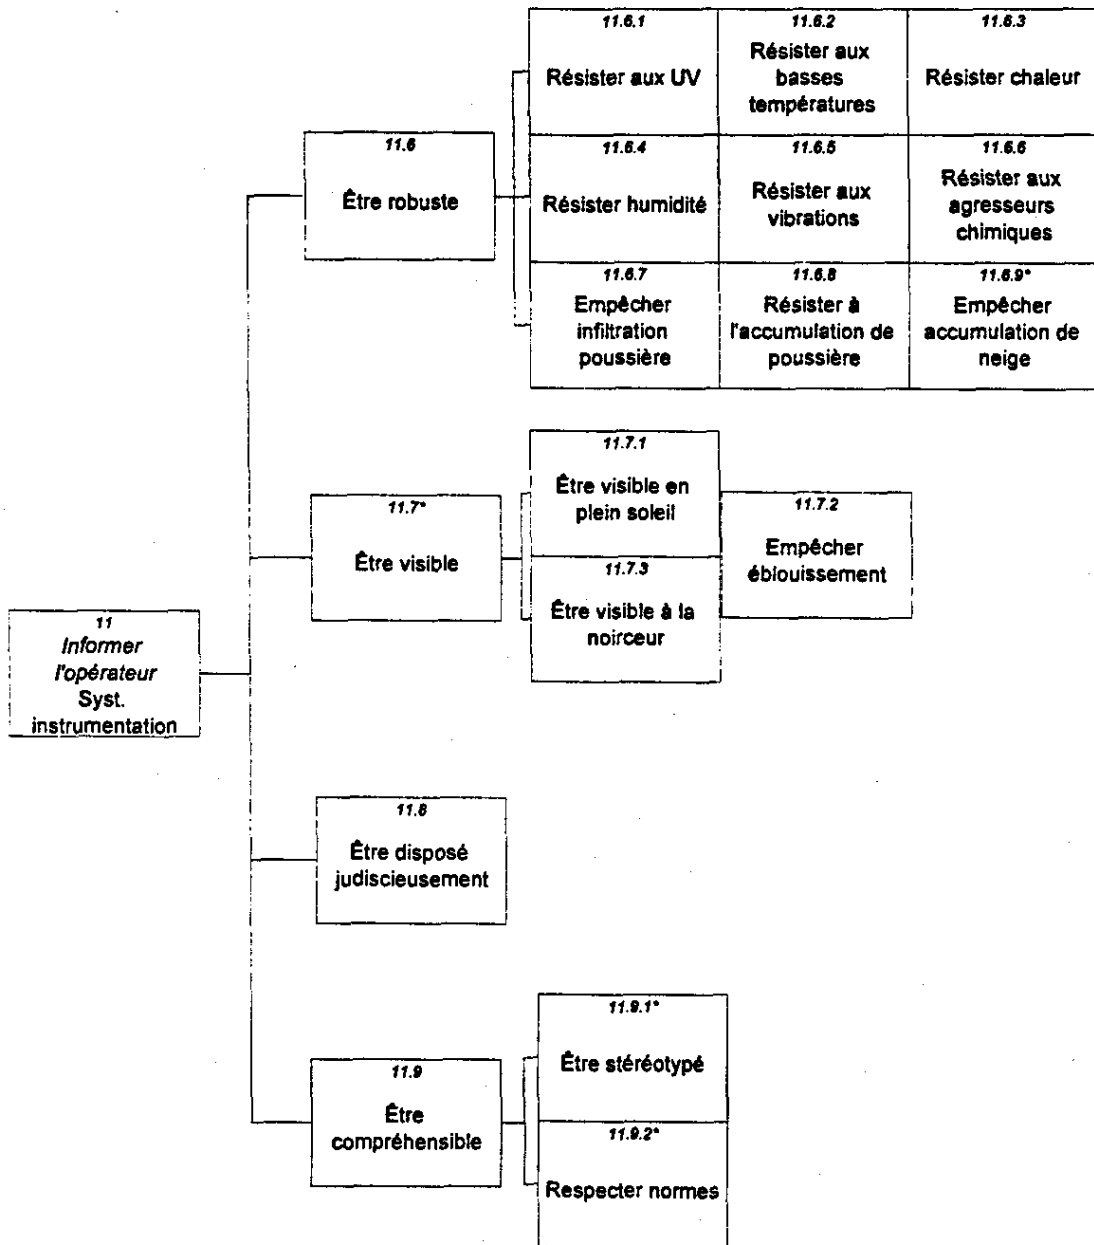 11.6.1
Résister aux UV
11.6.2
Résister aux
basses
températures
11.6.3
Résister chaleur
11.6
Être robuste
11.6.4
Résister humidité
11.6.5
Résister aux
vibrations
11.6.6
Résister aux
agresseurs
chimiques
11.6.7
Empêcher
infiltration
poussière
11.6.8
Résister à
l'accumulation de
poussière
11.6.9*
Empêcher
accumulation de
neige
11.7*
Être visible
11.7.1
Être visible en
plein soleil
11.7.2
Empêcher
éblouissement
11.7.3
Être visible à la
noirceur
11
Informer
l'opérateur
Syst.
instrumentation
11.8
Être disposé
judiscieusement
11.9
Être
compréhensible
11.9.1*
Être stéréotypé
11.9.2*
Respecter normes